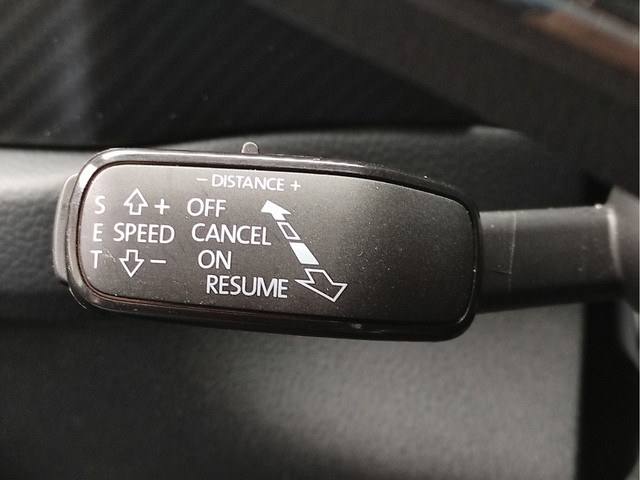 − DISTANCE +
S + OFF
E SPEED CANCEL
T − ON
RESUME